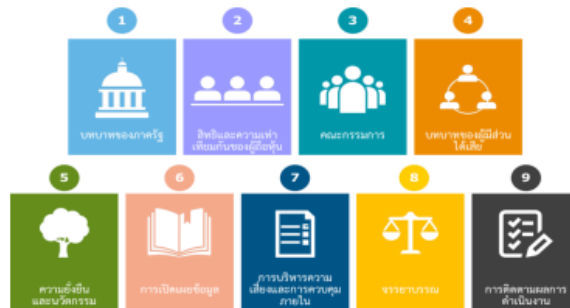 1
2
3
4
บทบาทของภาครัฐ
สิทธิและความเท่า
เทียมกันของผู้ถือหุ้น
คณะกรรมการ
บทบาทของผู้มีส่วน
ได้เสีย
5
6
7
8
9
ความยั่งยืน
และนวัตกรรม
การเปิดเผยข้อมูล
การบริหารความ
เสี่ยงและการควบคุม
ภายใน
จรรยาบรรณ
การติดตามผลการ
ดำเนินงาน